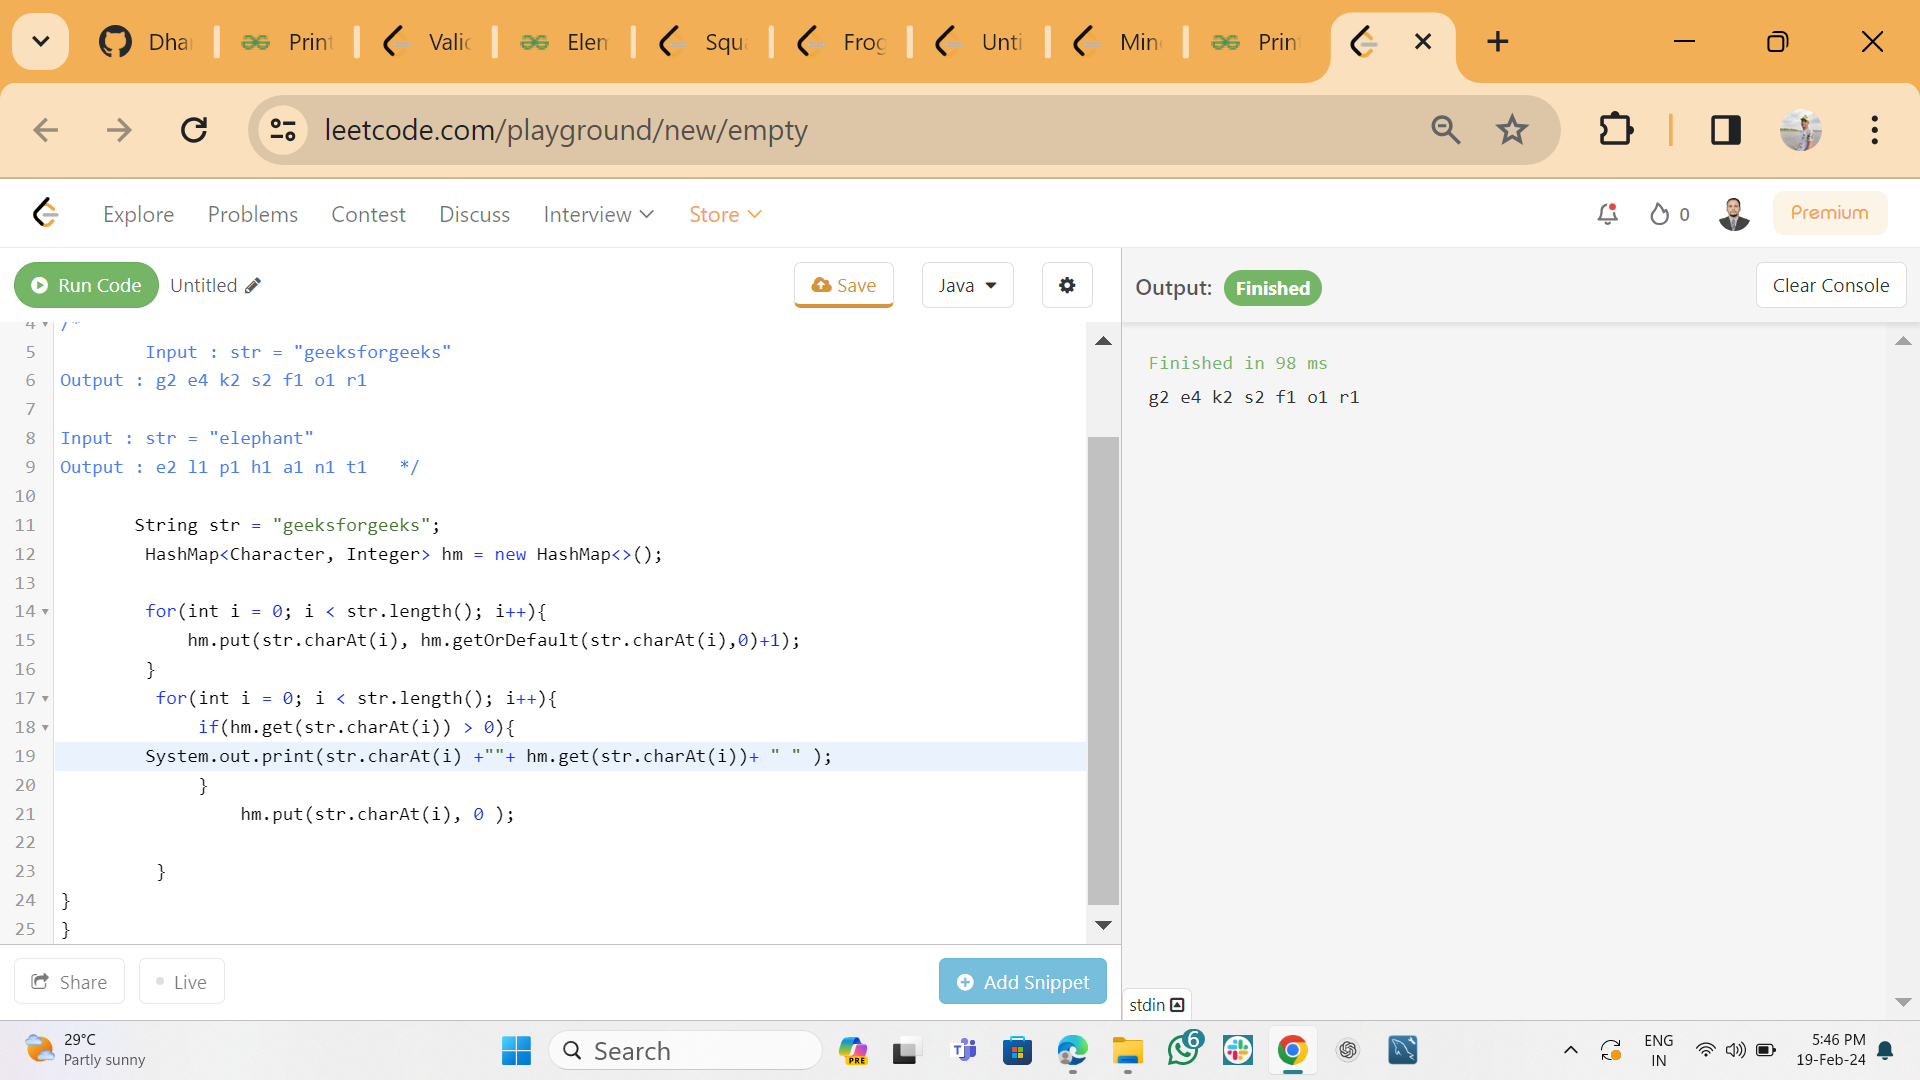 Dha
Print
Valid
Elem
Squa
Frog
Unti
Mini
Print
leetcode.com/playground/new/empty
Explore
Problems
Contest
Discuss
Interview
Store
0
Premium
Run Code
Untitled
Save
Java
Output:
Finished
Clear Console
4 /*
5 Input : str = "geeksforgeeks"
6 Output : g2 e4 k2 s2 f1 o1 r1
7
8 Input : str = "elephant"
9 Output : e2 l1 p1 h1 a1 n1 t1 */
10
11 String str = "geeksforgeeks";
12 HashMap<Character, Integer> hm = new HashMap<>();
13
14 for(int i = 0; i < str.length(); i++){
15 hm.put(str.charAt(i), hm.getOrDefault(str.charAt(i),0)+1);
16 }
17 for(int i = 0; i < str.length(); i++){
18 if(hm.get(str.charAt(i)) > 0){
19 System.out.print(str.charAt(i) +""+ hm.get(str.charAt(i))+ " " );
20 }
21 hm.put(str.charAt(i), 0 );
22
23 }
24 }
25 }
Finished in 98 ms
g2 e4 k2 s2 f1 o1 r1
Share
Live
Add Snippet
stdin
29°C
Partly sunny
Search
PRE
6
ENG
IN
5:46 PM
19-Feb-24